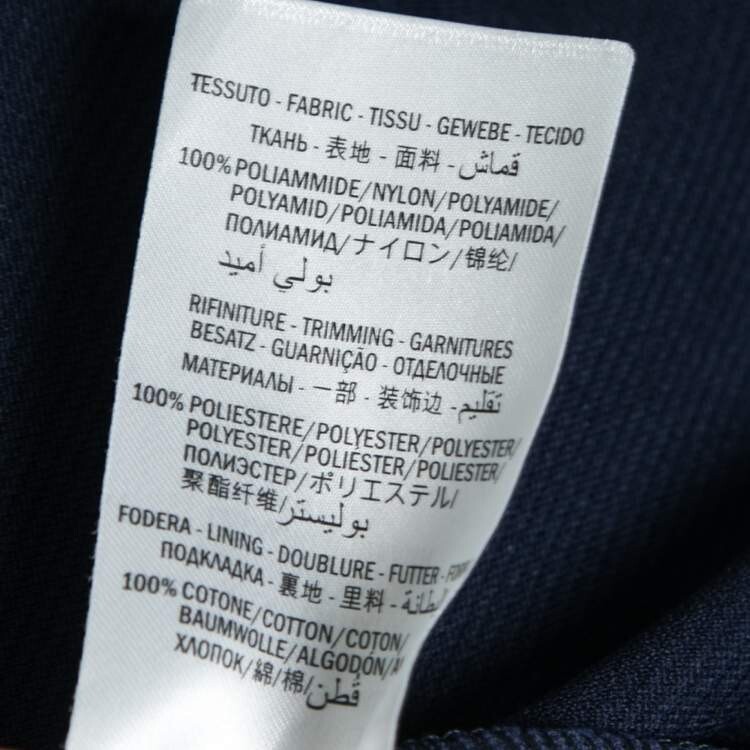 TESSUTO - FABRIC - TISSU - GEWEBE - TECIDO
ТКАНЬ - 表地 - 面料 - قماش
100% POLIAMMIDE/NYLON/POLYAMIDE/
POLYAMID/POLIAMIDA/POLIAMIDA/
ПОЛИАМИД/ナイロン/锦纶/
بولي أميد
RIFINITURE - TRIMMING - GARNITURES
BESATZ - GUARNIÇÃO - ОТДЕЛОЧНЫЕ
МАТЕРИАЛЫ - 一部 - 装饰边 - تقليم
100% POLIESTERE/POLYESTER/POLYESTER/
POLYESTER/POLIÉSTER/POLIÉSTER/
ПОЛИЭСТЕР/ポリエステル/
聚酯纤维/بوليستر
FODERA - LINING - DOUBLURE - FUTTER -
ПОДКЛАДКА - 裏地 - 里料 -
100% COTONE/COTTON/COTON/
BAUMWOLLE/ALGODÓN/
ХЛОПОК/綿/棉/قطن